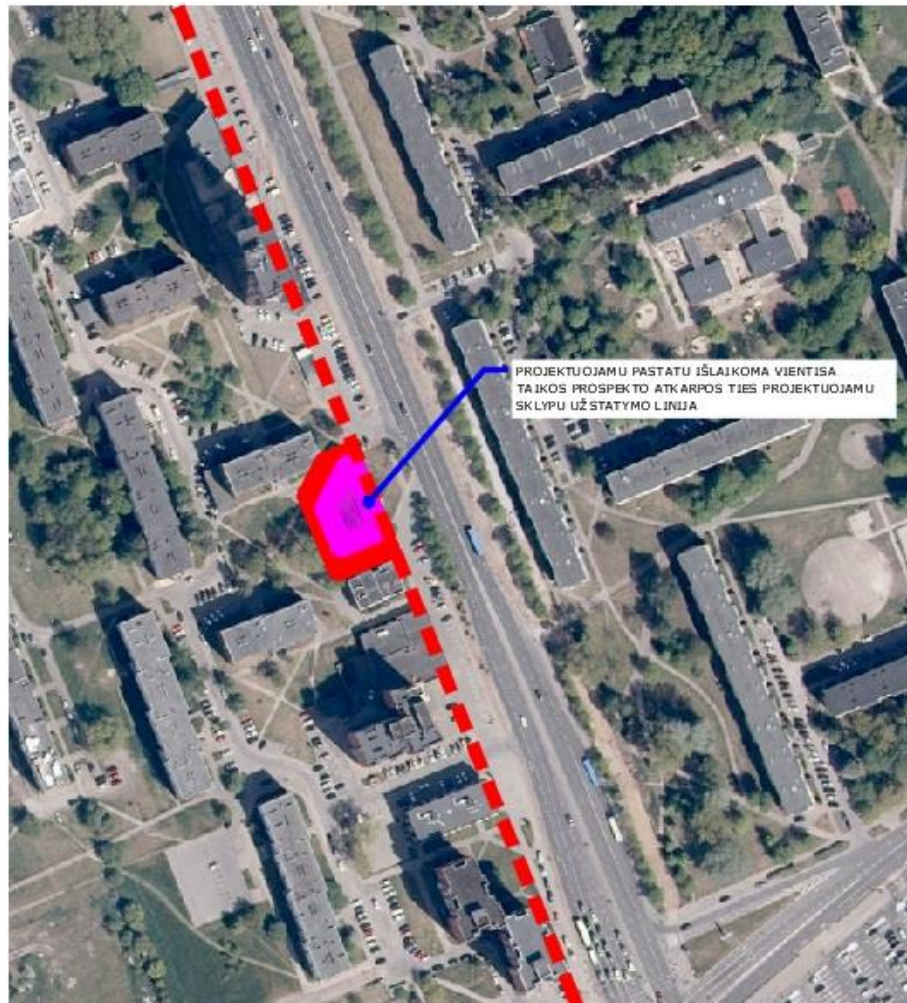 PROJEKTUOJAMU PASTATU IŠLAIKOMA VIENTISA
TAIKOS PROSPEKTO ATKARPOS TIES PROJEKTUOJAMU
SKLYPU UŽSTATYMO LINIJA